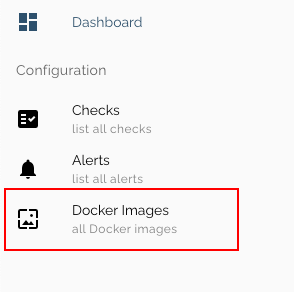 Dashboard
Configuration
Checks
list all checks
Alerts
list all alerts
Docker Images
all Docker images